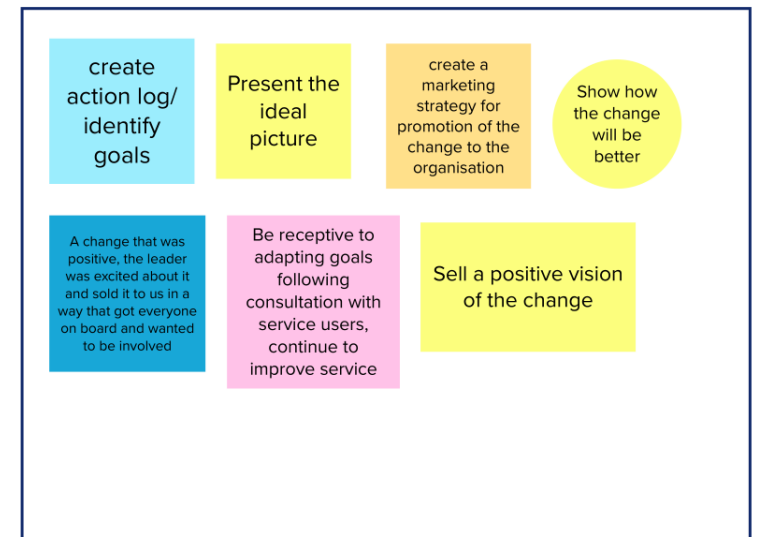 create
action log/
identify
goals
Present the
ideal
picture
create a
marketing
strategy for
promotion of the
change to the
organisation
Show how
the change
will be
better
A change that was
positive, the leader
was excited about it
and sold it to us in a
way that got everyone
on board and wanted
to be involved
Be receptive to
adapting goals
following
consultation with
service users,
continue to
improve service
Sell a positive vision
of the change